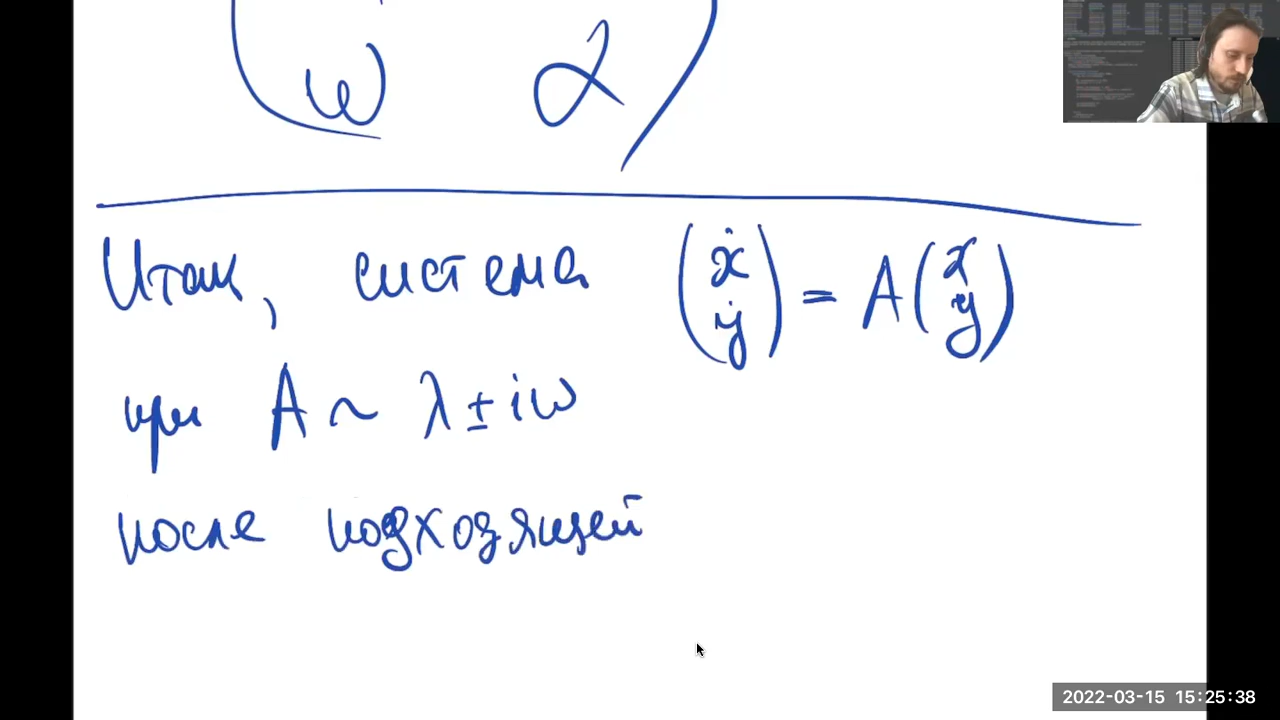 ω α
Итак, система (ẋ ẏ) = A (x y)
при A ~ λ ± iω
после подходящей
2022-03-15 15:25:38